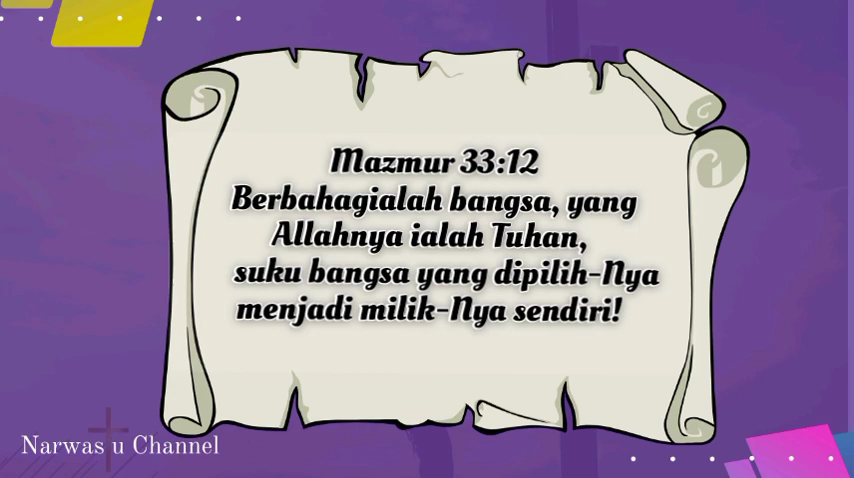 Mazmur 33:12
Berbahagialah bangsa, yang
Allahnya ialah Tuhan,
suku bangsa yang dipilih-Nya
menjadi milik-Nya sendiri!
Narwas u Channel